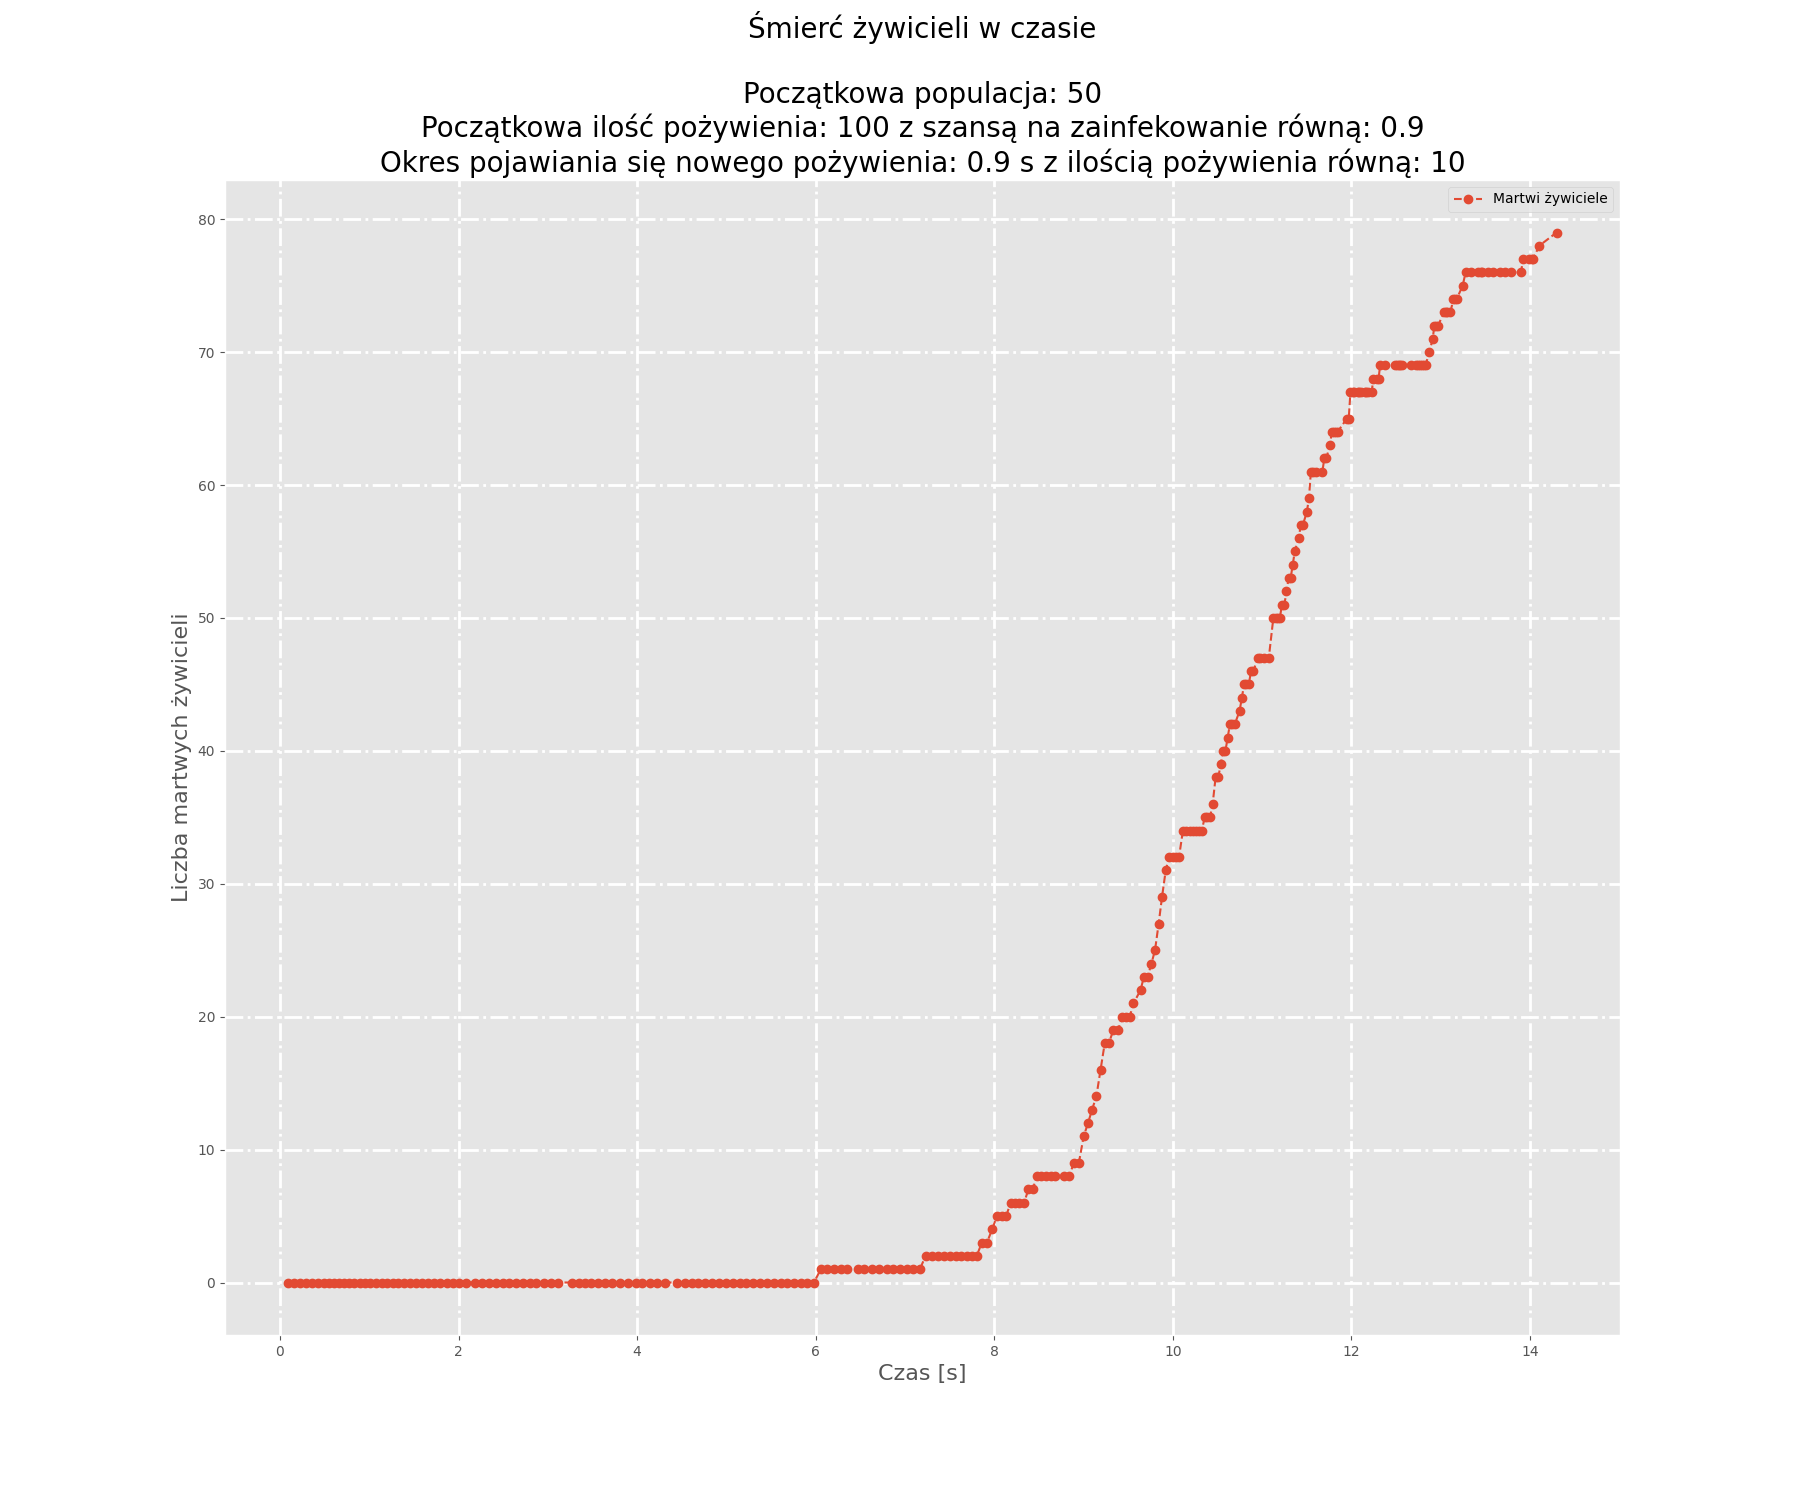 Śmierć żywicieli w czasie
Początkowa populacja: 50
Początkowa ilość pożywienia: 100 z szansą na zainfekowanie równą: 0.9
Okres pojawiania się nowego pożywienia: 0.9 s z ilością pożywienia równą: 10
Martwi żywiciele
80
70
60
50
40
30
20
10
0
Liczba martwych żywicieli
0 2 4 6 8 10 12 14
Czas [s]